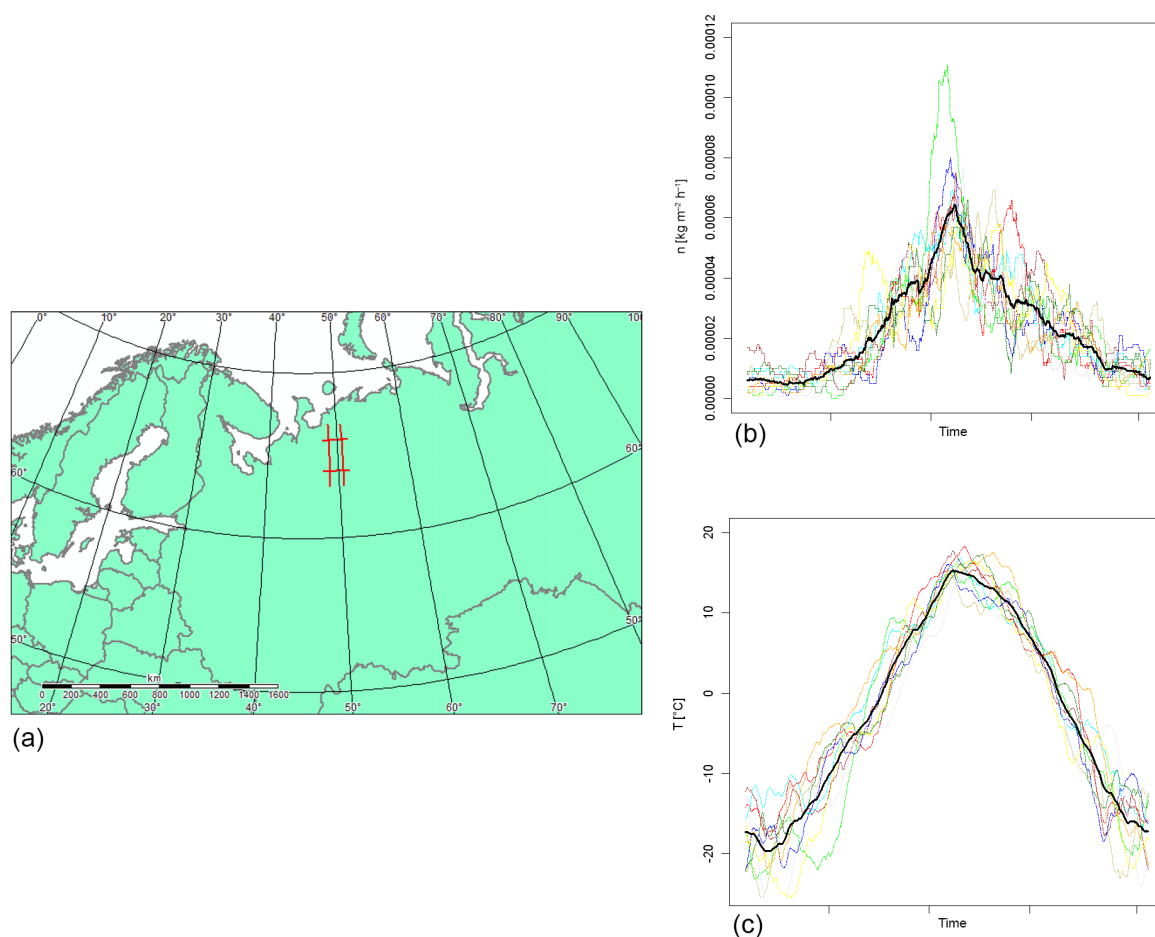 0° 10° 20° 30° 40° 50° 60° 70° 80° 90° 100
60° 60°
50° 50°
km
0 200 400 600 800 1000 1200 1400 1600
20° 30° 40° 50° 60° 70°
(a)
0.00012
0.00010
0.00008
0.00006
0.00004
0.00002
0.00000
n [kg m⁻² h⁻¹]
Time
(b)
20
10
0
-10
-20
T [°C]
Time
(c)